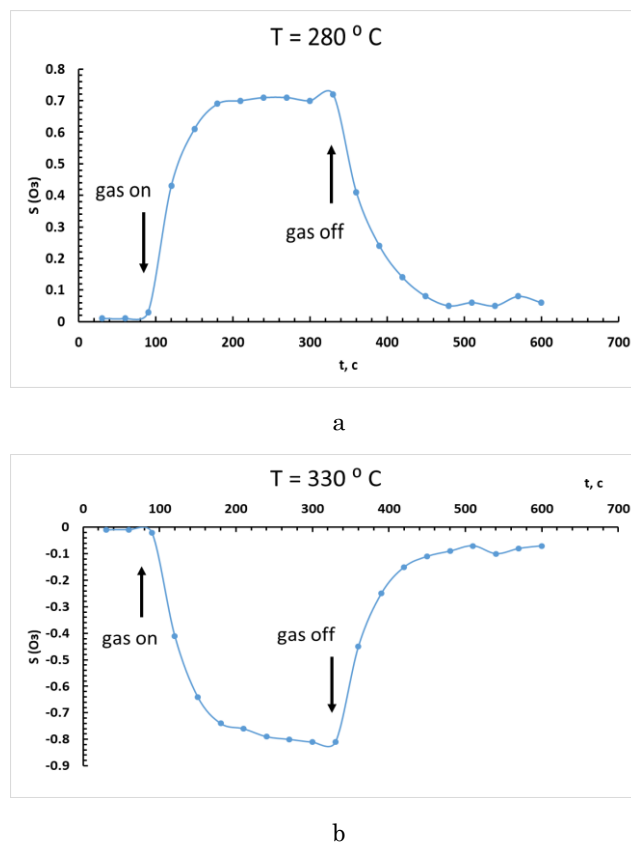 T = 280 ° C
0.8
0.7
0.6
0.5
0.4
0.3
0.2
0.1
0
S (O₃)
gas on
gas off
0 100 200 300 400 500 600 700
t, c
a
T = 330 ° C
t, c
0 100 200 300 400 500 600 700
0
-0.1
-0.2
-0.3
-0.4
-0.5
-0.6
-0.7
-0.8
-0.9
S (O₃)
gas on
gas off
b